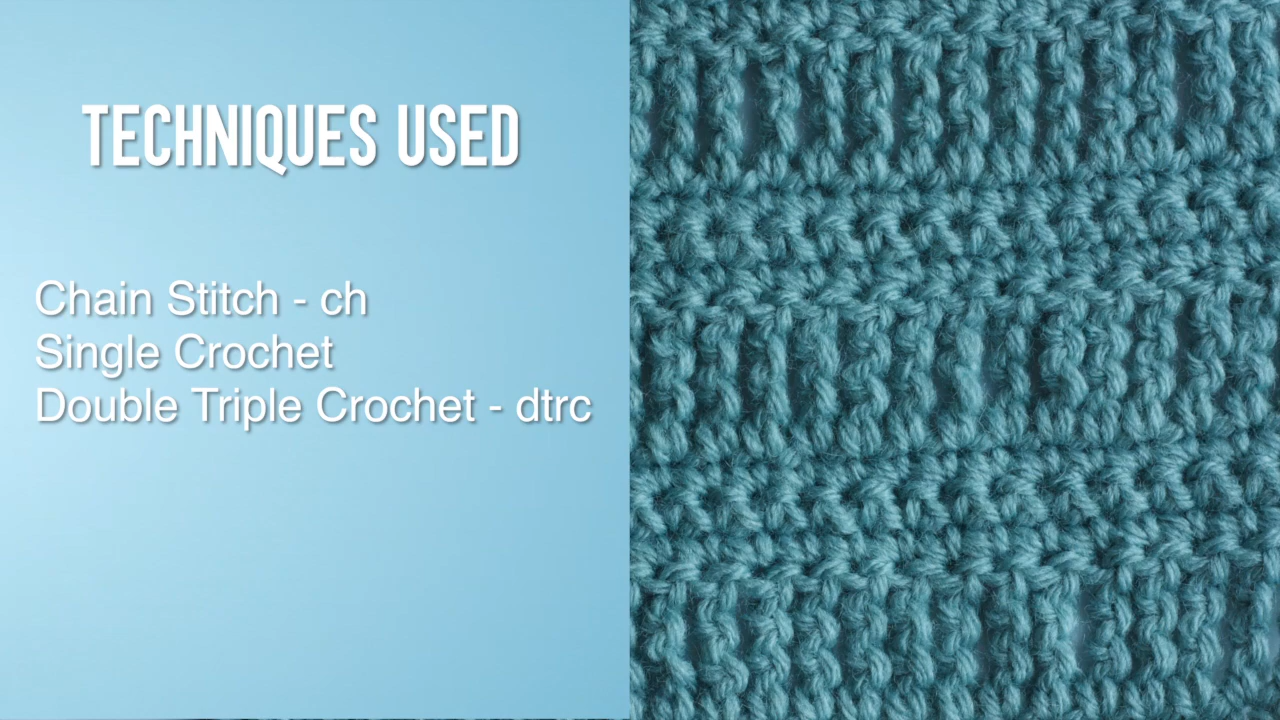 TECHNIQUES USED
Chain Stitch - ch
Single Crochet
Double Triple Crochet - dtrc